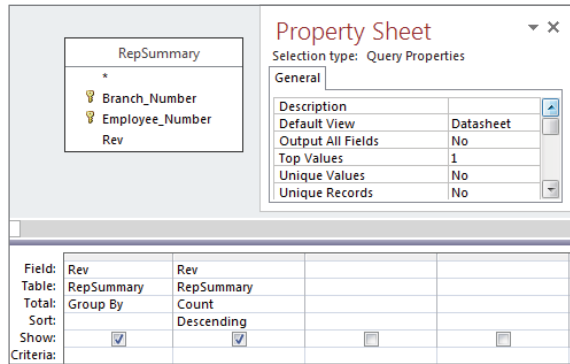 RepSummary
*
Branch_Number
Employee_Number
Rev
Property Sheet
Selection type: Query Properties
General
Description
Default View Datasheet
Output All Fields No
Top Values 1
Unique Values No
Unique Records No
Field: Rev Rev
Table: RepSummary RepSummary
Total: Group By Count
Sort: Descending
Show:
Criteria: